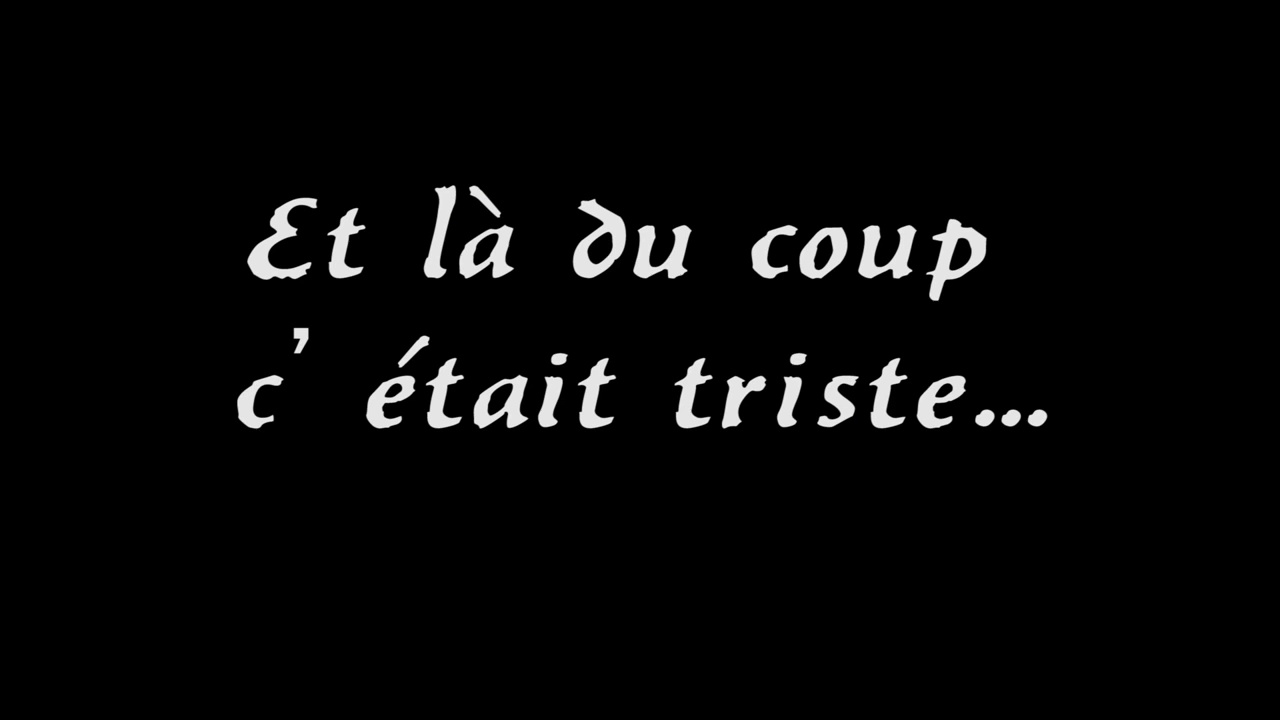 Et là du coup
c’ était triste...